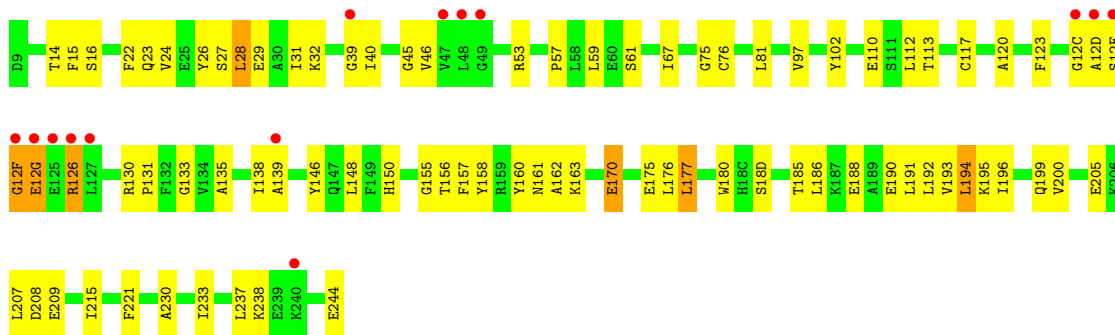 D9 T14 F15 S16 F22 Q23 V24 E25 Y26 S27 L28 E29 A30 I31 K32 G39 I40 G45 V46 V47 L48 G49 R53 P57 L58 L59 E60 S61 I67 G75 C76 L81 V97 Y102 E110 S111 L112 T113 C117 A120 F123 G12C A12D
G12F E12G E125 R126 L127 R130 P131 F132 G133 V134 A135 I138 A139 Y146 Q147 L148 F149 H150 G155 T156 F157 Y158 R159 Y160 N161 A162 K163 E170 E175 L176 L177 W180 H18C S18D T185 L186 K187 E188 A189 E190 L191 L192 V193 L194 K195 I196 Q199 V200 E205
L207 D208 E209 I215 F221 A230 I233 L237 K238 E239 K240 E244